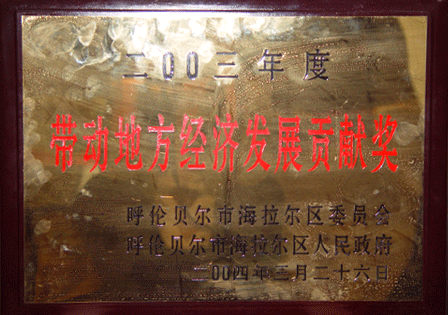 二00三年度
带动地方经济发展贡献奖
呼伦贝尔市海拉尔区委员会
呼伦贝尔市海拉尔区人民政府
二00四年三月二十六日